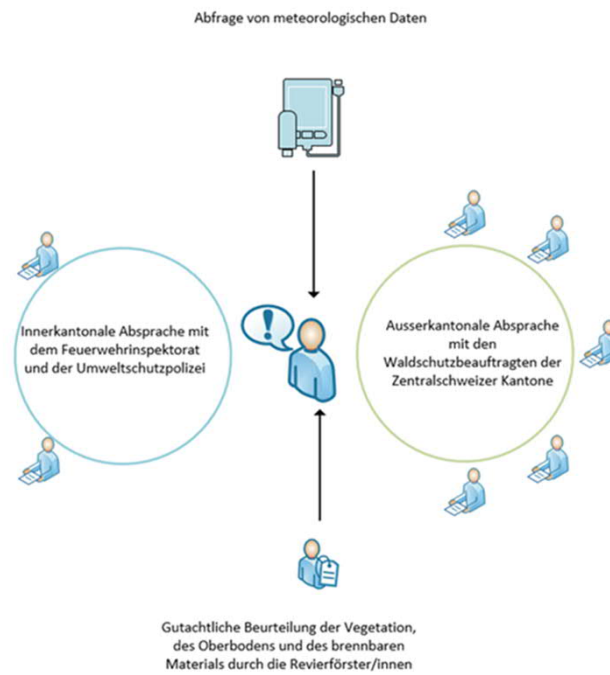 Abfrage von meteorologischen Daten
Innerkantonale Absprache mit
dem Feuerwehrinspektorat
und der Umweltschutzpolizei
Ausserkantonale Absprache
mit den
Waldschutzbeauftragten der
Zentralschweizer Kantone
Gutachtliche Beurteilung der Vegetation,
des Oberbodens und des brennbaren
Materials durch die Revierförster/innen